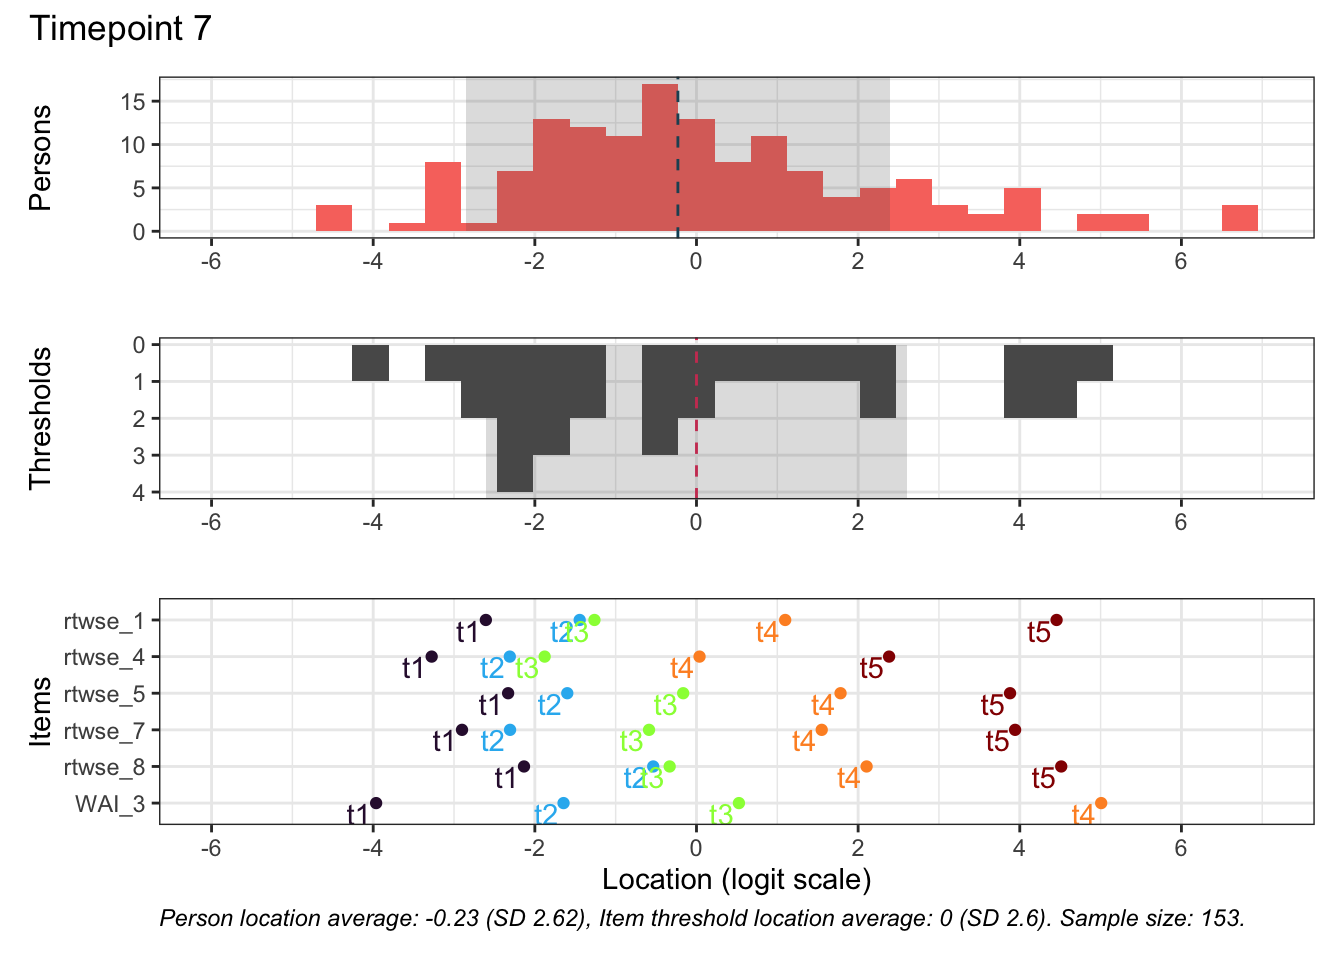 Timepoint 7
Persons
15
10
5
0
-6 -4 -2 0 2 4 6
Thresholds
0
1
2
3
4
-6 -4 -2 0 2 4 6
Items
rtwse_1 t1 t2 t3 t4 t5
rtwse_4 t1 t2 t3 t4 t5
rtwse_5 t1 t2 t3 t4 t5
rtwse_7 t1 t2 t3 t4 t5
rtwse_8 t1 t2 t3 t4 t5
WAI_3 t1 t2 t3 t4
-6 -4 -2 0 2 4 6
Location (logit scale)
Person location average: -0.23 (SD 2.62), Item threshold location average: 0 (SD 2.6). Sample size: 153.